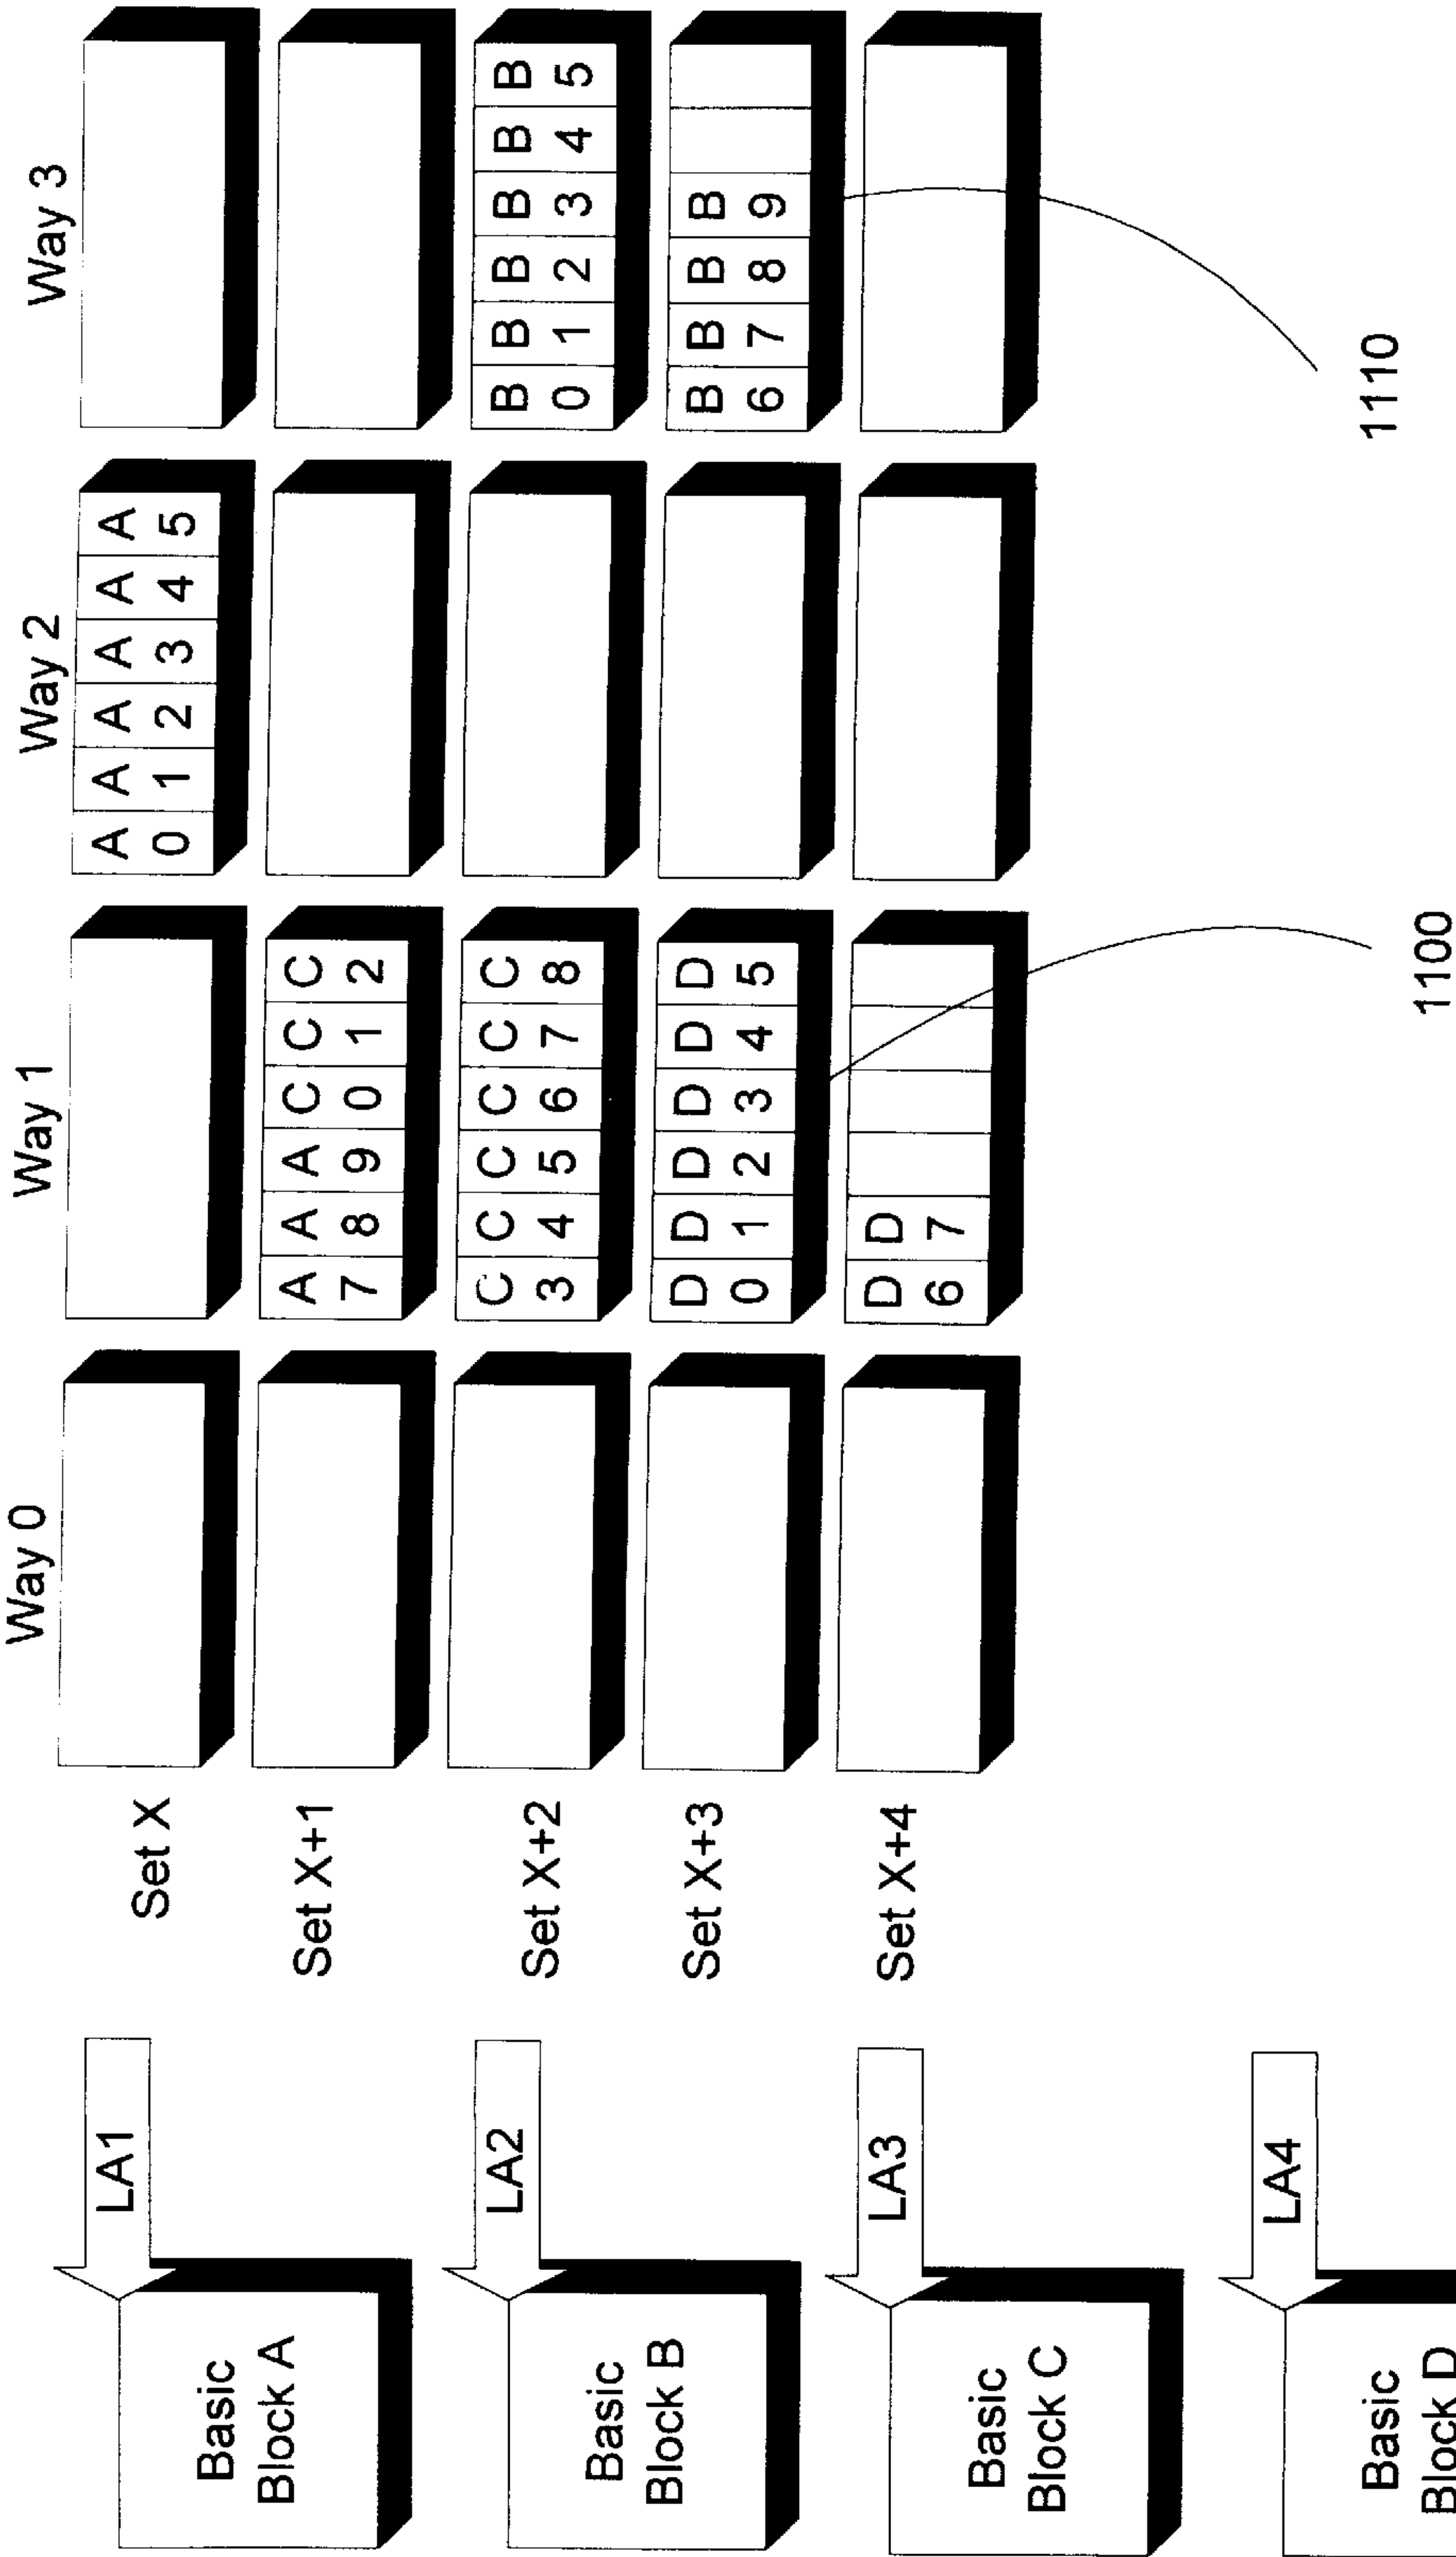 Way 0
Way 1
Way 2
Way 3
Set X
A A A A A A
0 1 2 3 4 5
Set X+1
A A A C C C
7 8 9 0 1 2
Set X+2
C C C C C C
3 4 5 6 7 8
B B B B B B
0 1 2 3 4 5
Set X+3
D D D D D D
0 1 2 3 4 5
B B B B
6 7 8 9
Set X+4
D D
6 7
1100
1110
LA1
Basic
Block A
LA2
Basic
Block B
LA3
Basic
Block C
LA4
Basic
Block D